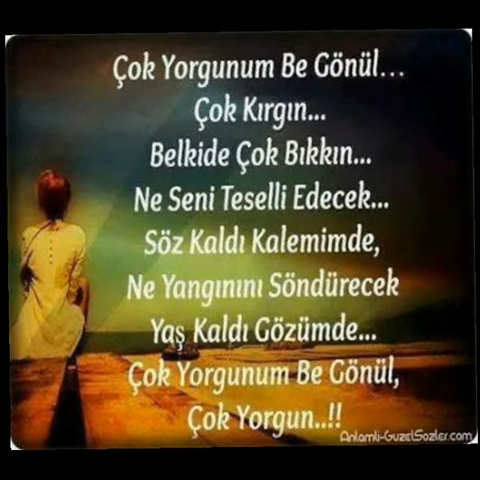 Çok Yorgunum Be Gönül...
Çok Kırgın...
Belkide Çok Bıkkın...
Ne Seni Teselli Edecek...
Söz Kaldı Kalemimde,
Ne Yangınını Söndürecek
Yaş Kaldı Gözümde...
Çok Yorgunum Be Gönül,
Çok Yorgun..!!
Anlamli-GuzelSozler.com